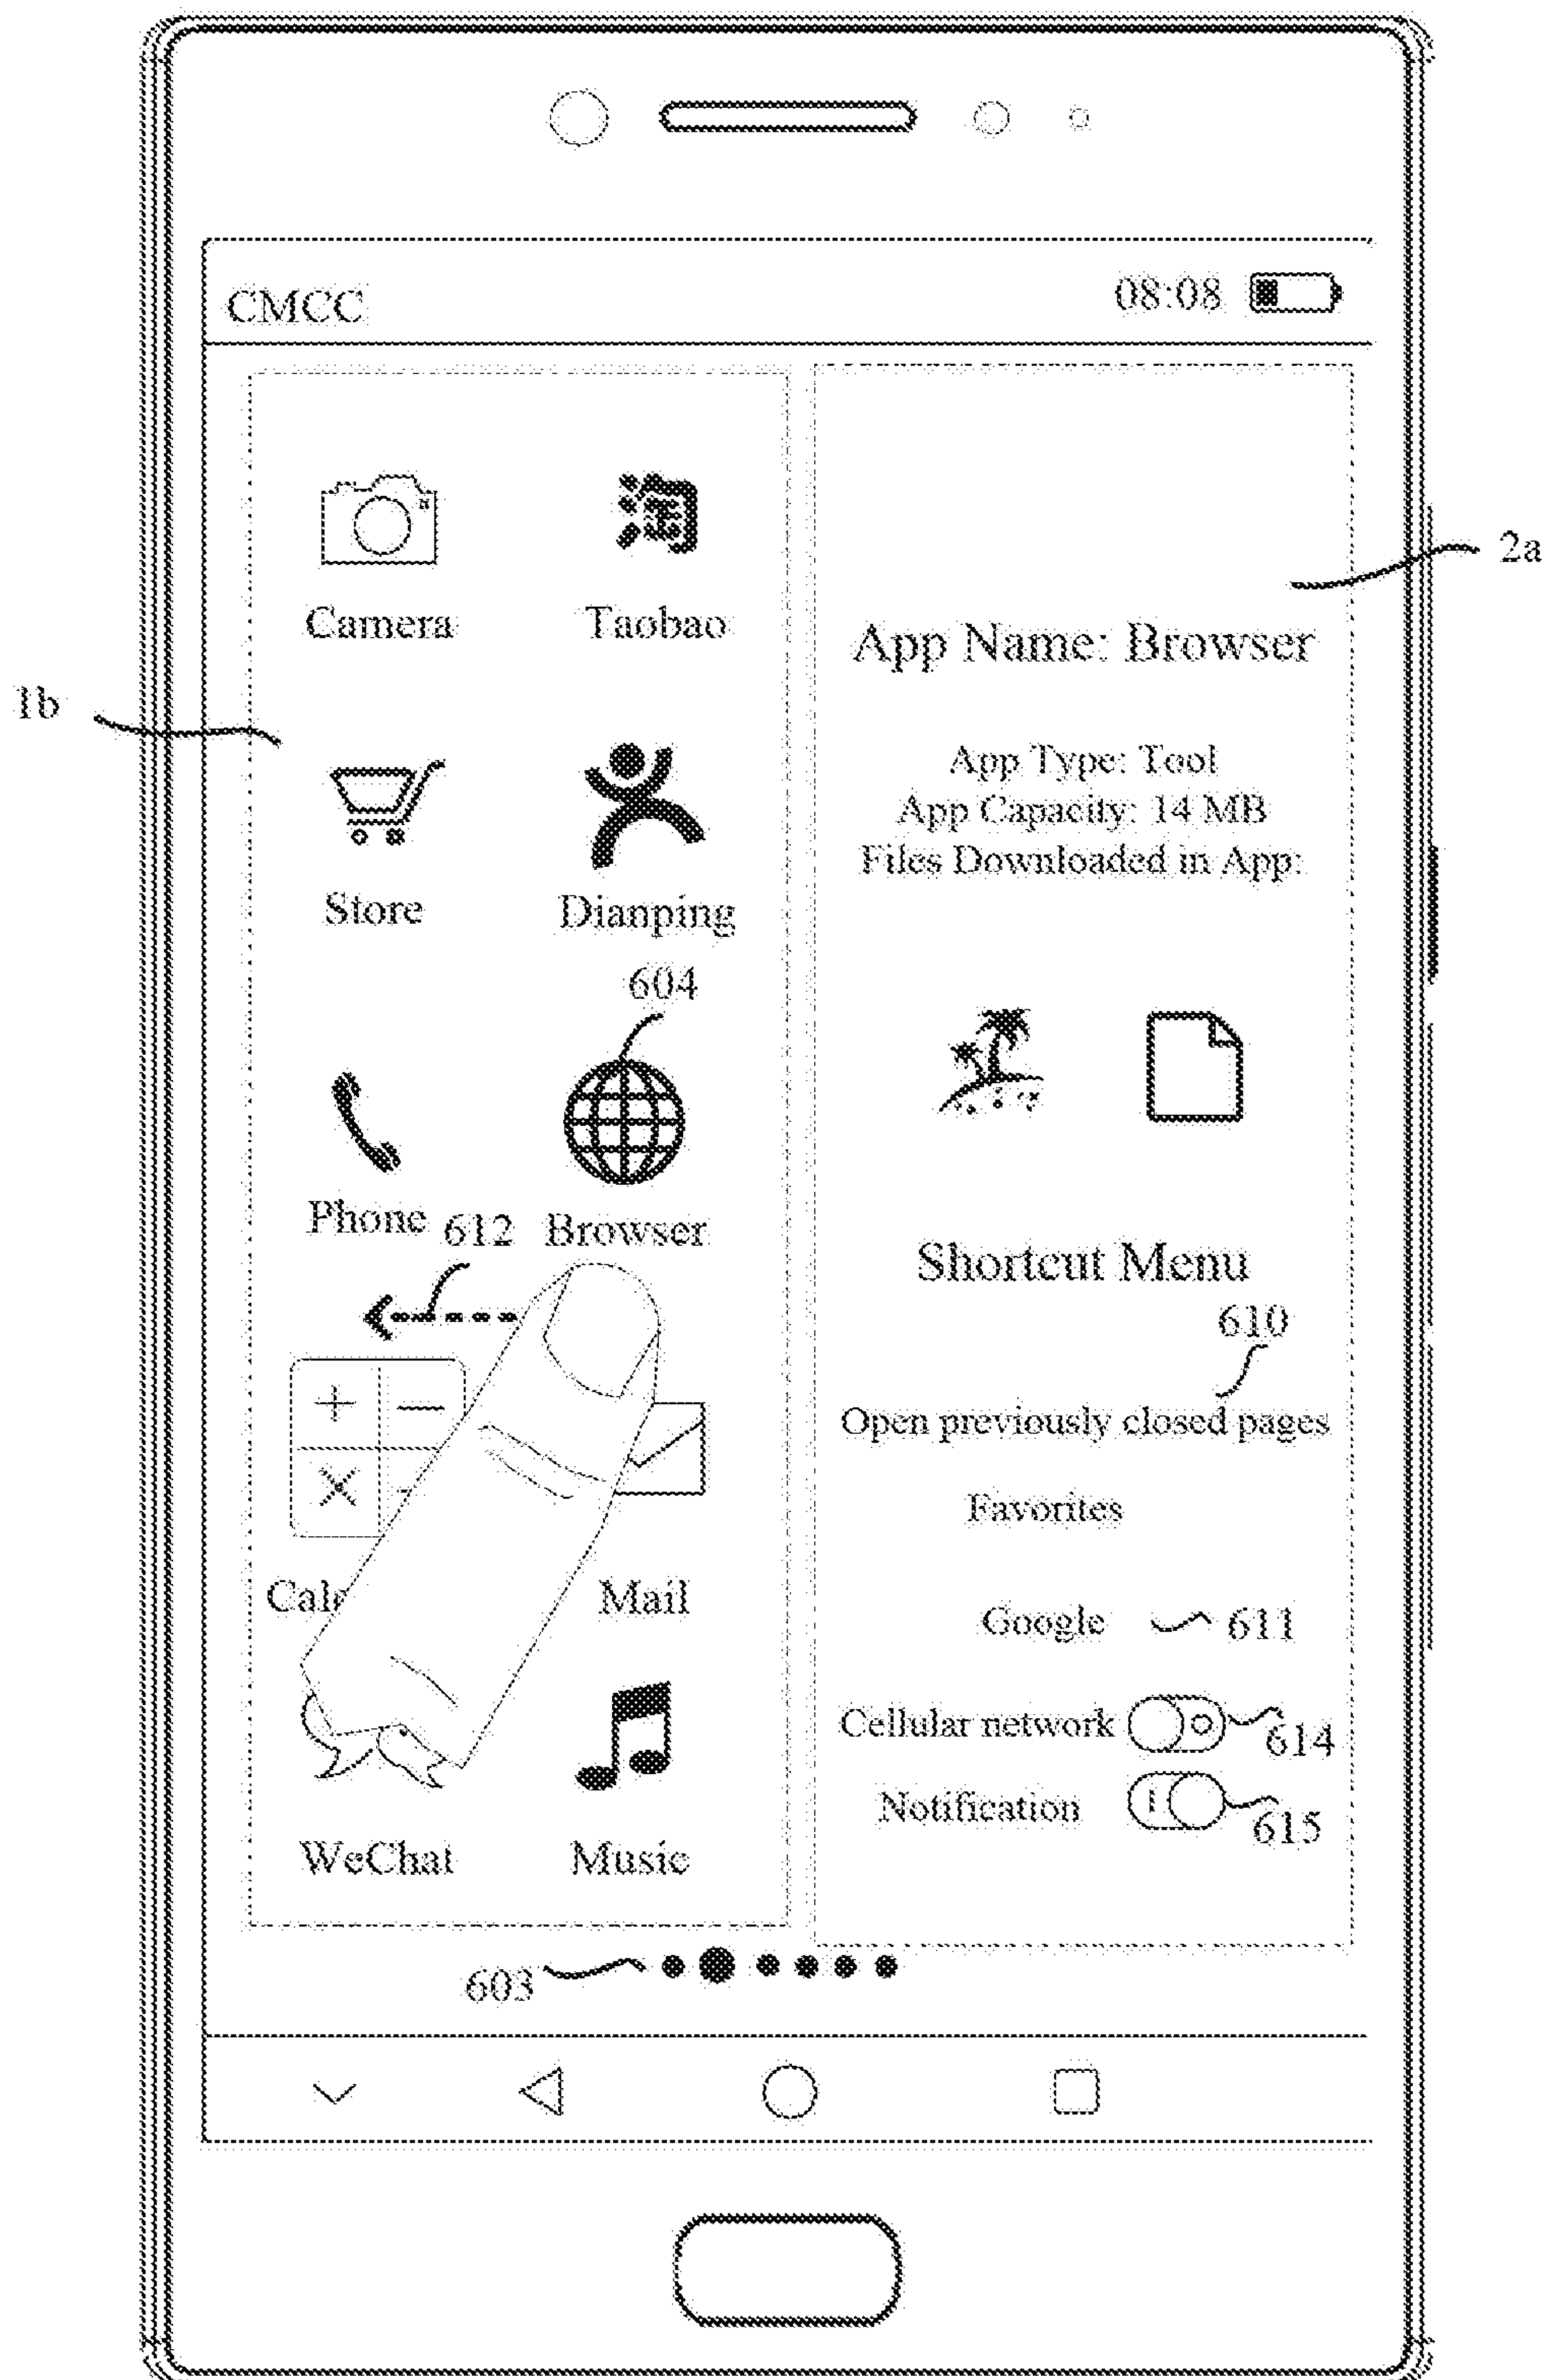 CMCC
08:08
Camera
Taobao
淘
Store
Dianping
604
Phone
Browser
612
Mail
WeChat
Music
1b
2a
App Name: Browser
App Type: Tool
App Capacity: 14 MB
Files Downloaded in App:
Shortcut Menu
610
Open previously closed pages
Favorites
Google
611
Cellular network
614
Notification
615
603